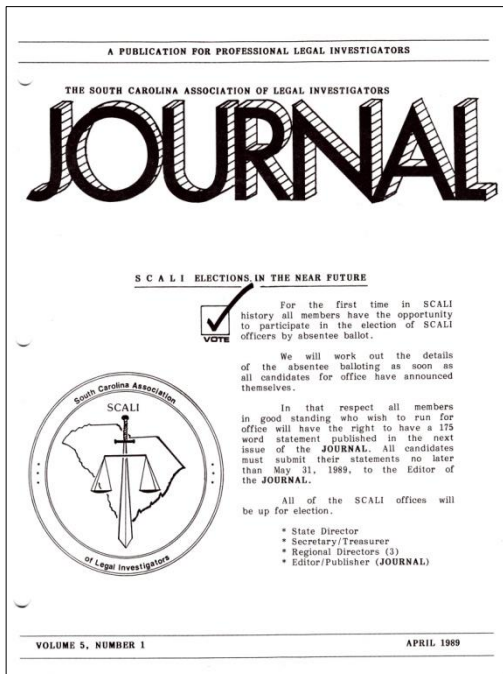 A PUBLICATION FOR PROFESSIONAL LEGAL INVESTIGATORS
THE SOUTH CAROLINA ASSOCIATION OF LEGAL INVESTIGATORS
JOURNAL
S C A L I ELECTIONS IN THE NEAR FUTURE
VOTE
For the first time in SCALI
history all members have the opportunity
to participate in the election of SCALI
officers by absentee ballot.
We will work out the details
of the absentee balloting as soon as
all candidates for office have announced
themselves.
In that respect all members
in good standing who wish to run for
office will have the right to have a 175
word statement published in the next
issue of the JOURNAL. All candidates
must submit their statements no later
than May 31, 1989, to the Editor of
the JOURNAL.
All of the SCALI offices will
be up for election.
* State Director
* Secretary/Treasurer
* Regional Directors (3)
* Editor/Publisher (JOURNAL)
South Carolina Association
SCALI
of Legal Investigators
VOLUME 5, NUMBER 1
APRIL 1989